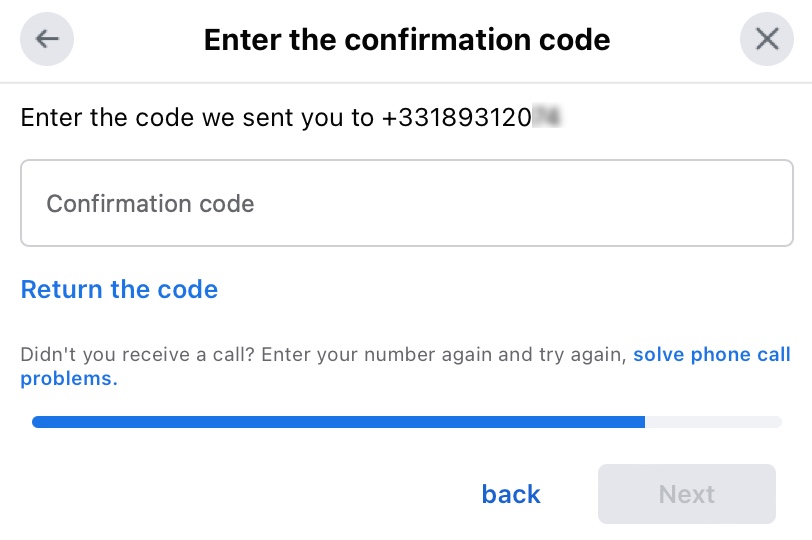 Enter the confirmation code
Enter the code we sent you to +331893120
Confirmation code
Return the code
Didn't you receive a call? Enter your number again and try again, solve phone call
problems.
back
Next